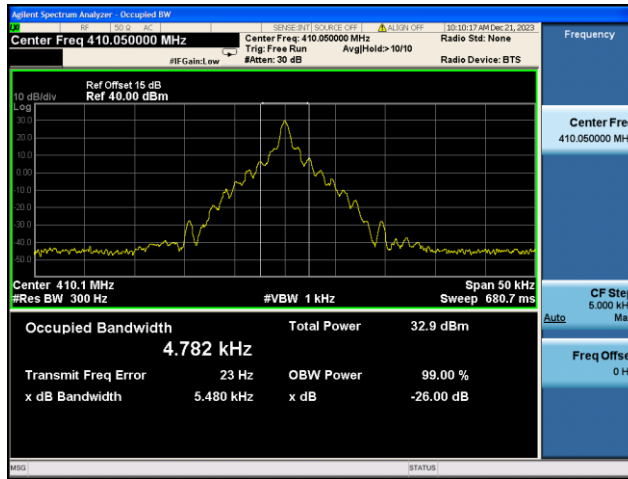 Agilent Spectrum Analyzer - Occupied BW
RF 50 Ω AC SENSE:INT SOURCE OFF ALIGN OFF 10:10:17 AM Dec 21, 2023
Center Freq 410.050000 MHz
Center Freq: 410.050000 MHz
Radio Std: None
Trig: Free Run Avg|Hold:> 10/10
#IFGain:Low #Atten: 30 dB Radio Device: BTS
Frequency
Ref Offset 15 dB
10 dB/div Ref 40.00 dBm
Log
30.0
20.0
10.0
0.00
-10.0
-20.0
-30.0
-40.0
-50.0
Center Fre
410.050000 MH
Center 410.1 MHz Span 50 kHz
#Res BW 300 Hz #VBW 1 kHz Sweep 680.7 ms
CF Ste
5.000 kH
Auto Ma
Freq Offse
0 H
Occupied Bandwidth Total Power 32.9 dBm
4.782 kHz
Transmit Freq Error 23 Hz OBW Power 99.00 %
x dB Bandwidth 5.480 kHz x dB -26.00 dB
MSG STATUS